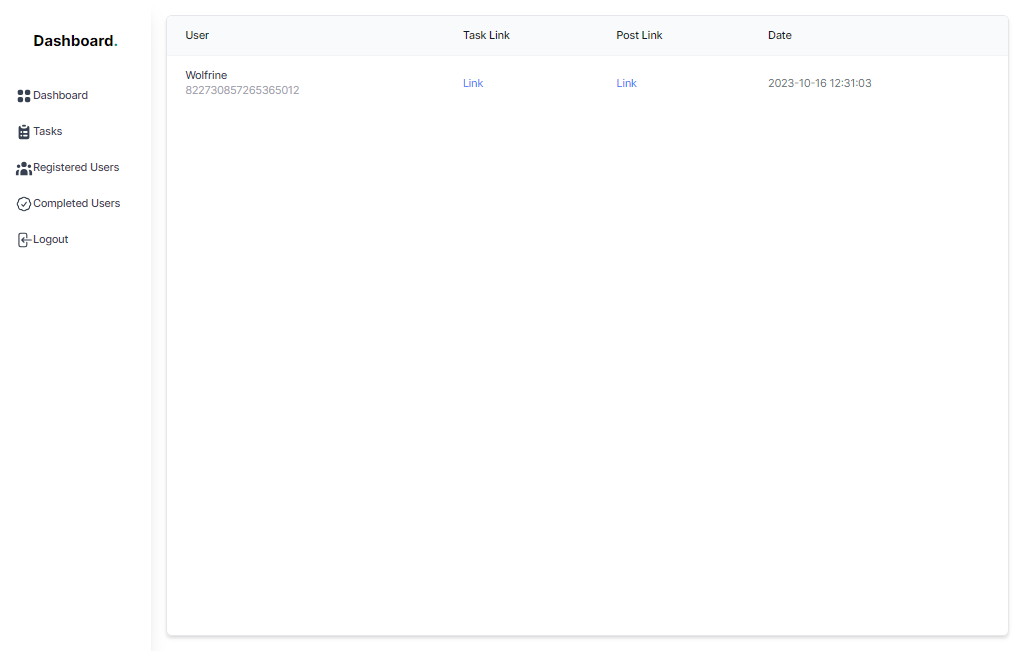 Dashboard.
Dashboard
Tasks
Registered Users
Completed Users
Logout
User Task Link Post Link Date
Wolfrine
822730857265365012
Link Link 2023-10-16 12:31:03